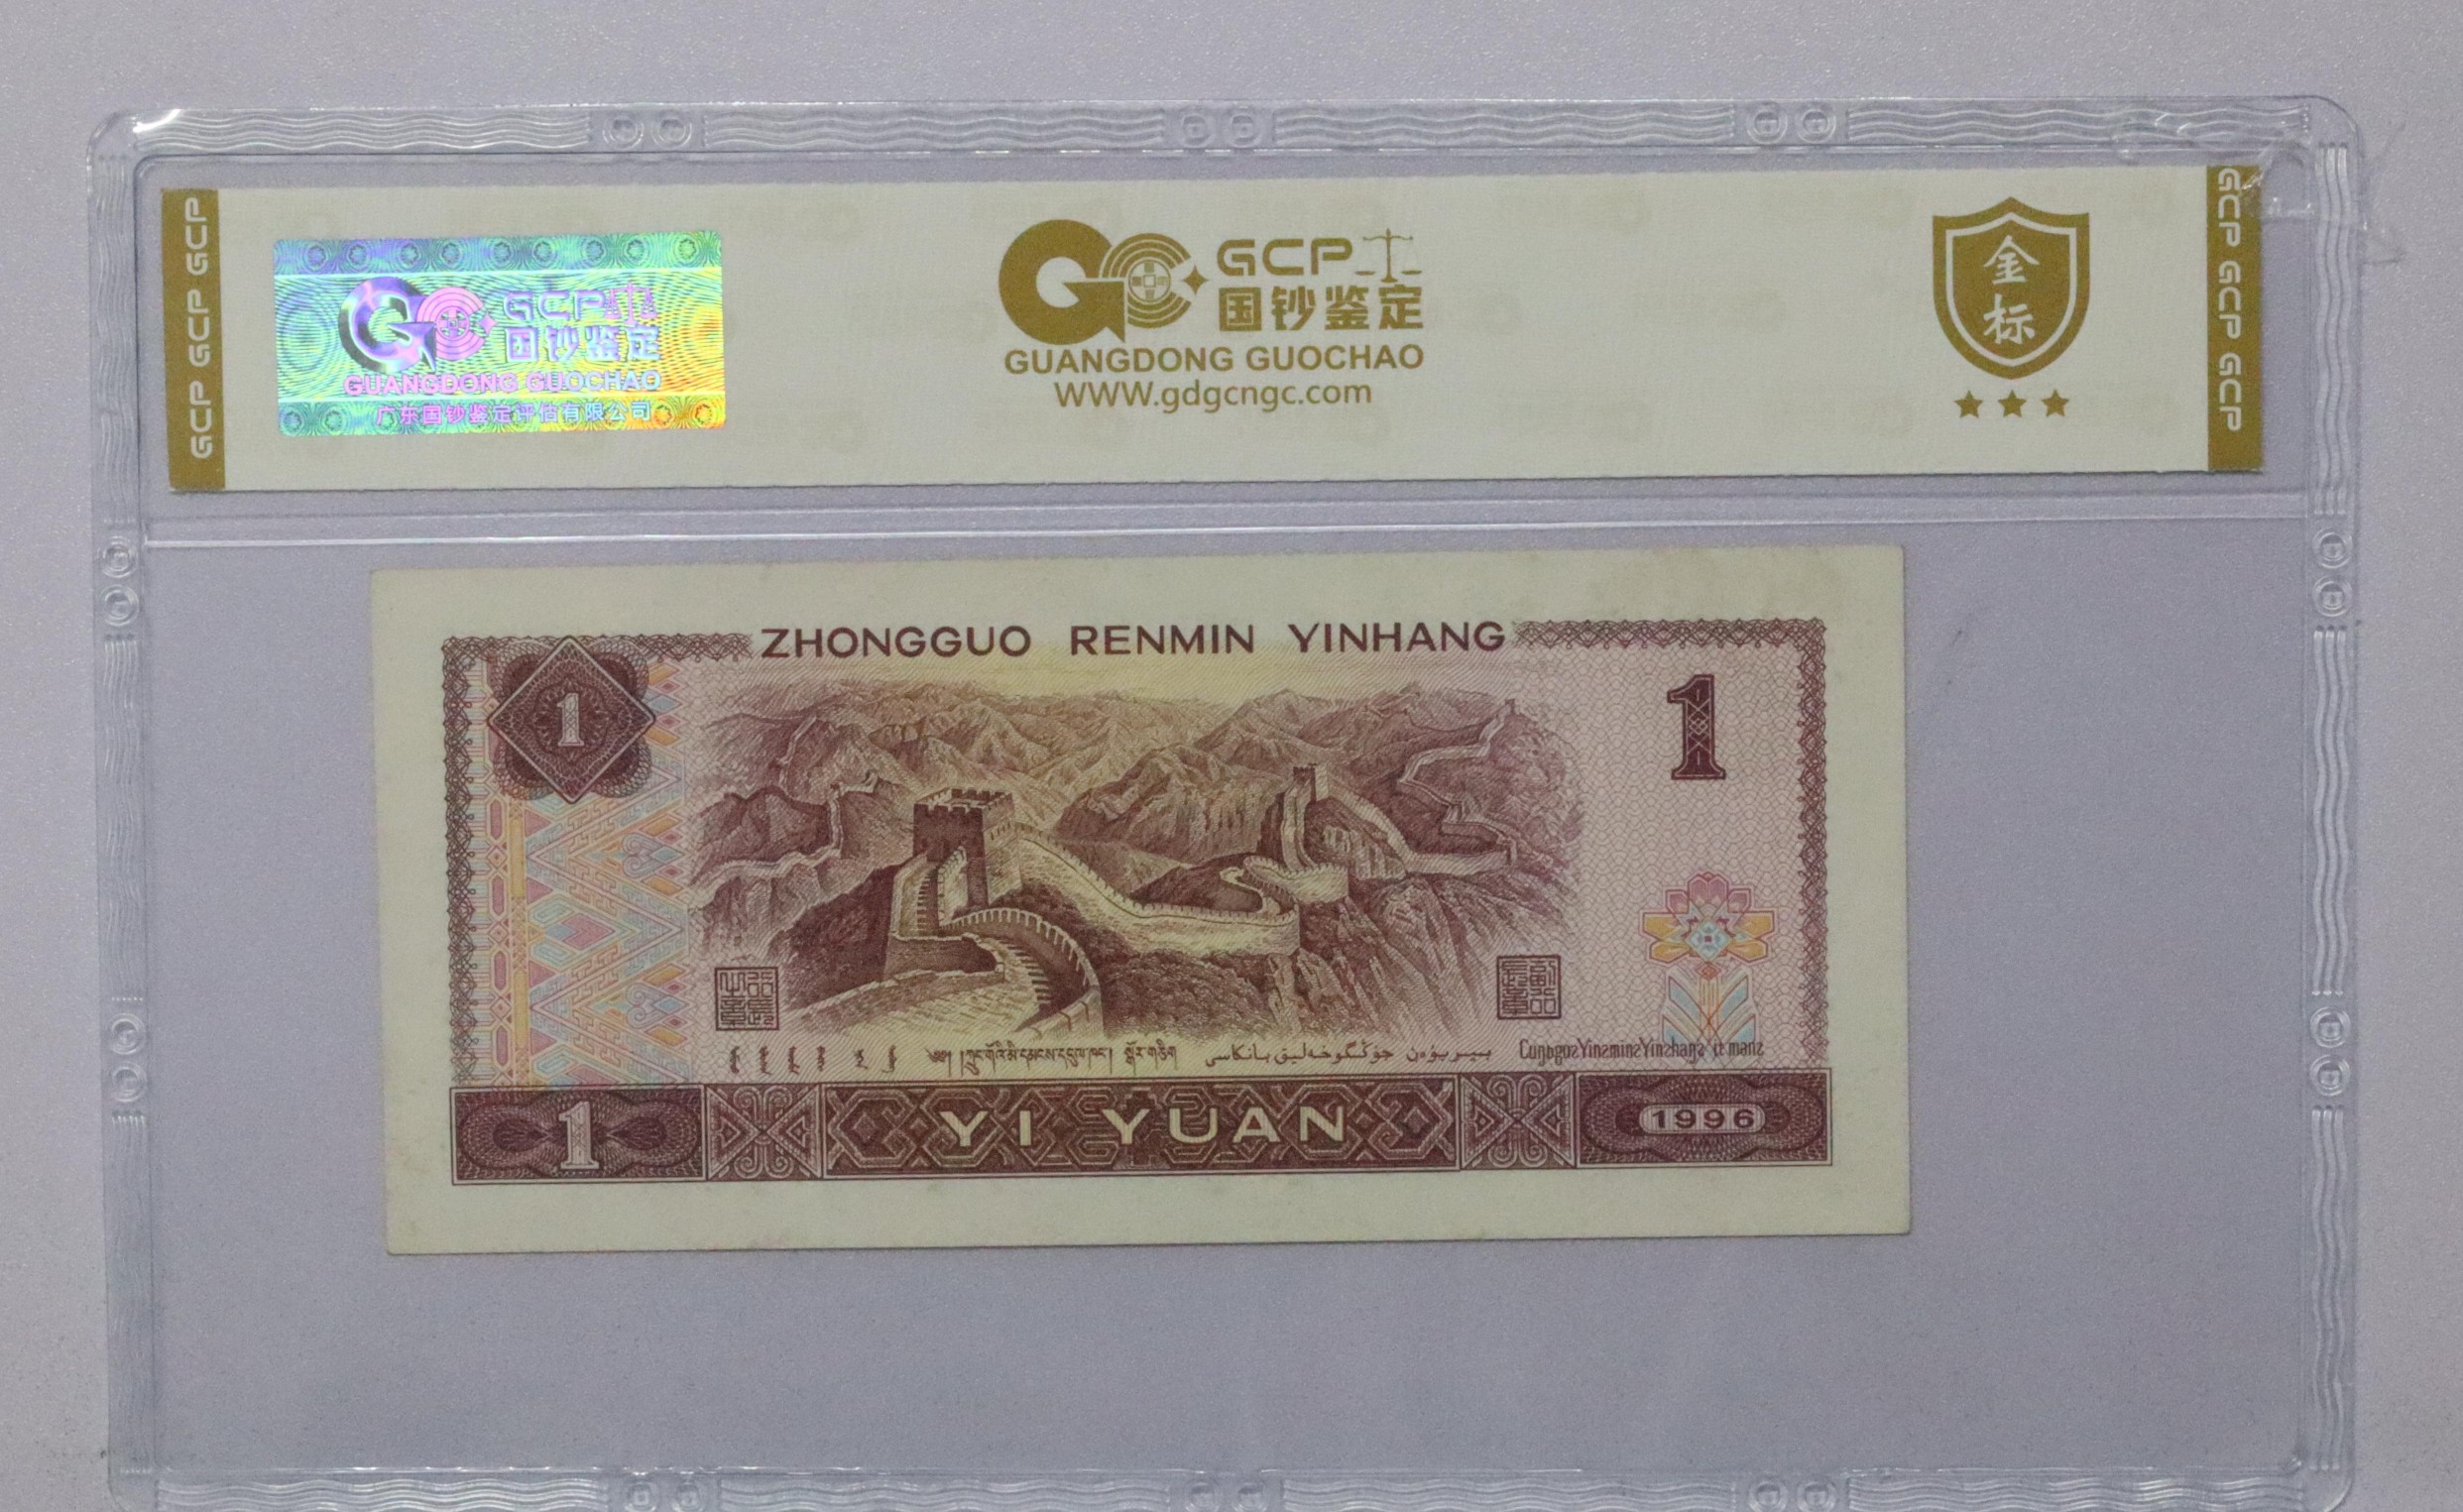 GCP GCP GCP
GCP
国钞鉴定
GUANGDONG GUOCHAO
广东国钞鉴定评估有限公司
GCP
国钞鉴定
GUANGDONG GUOCHAO
WWW.gdgcngc.com
金
标
GCP GCP GCP
ZHONGGUO RENMIN YINHANG
1
1
1
YI YUAN
1996